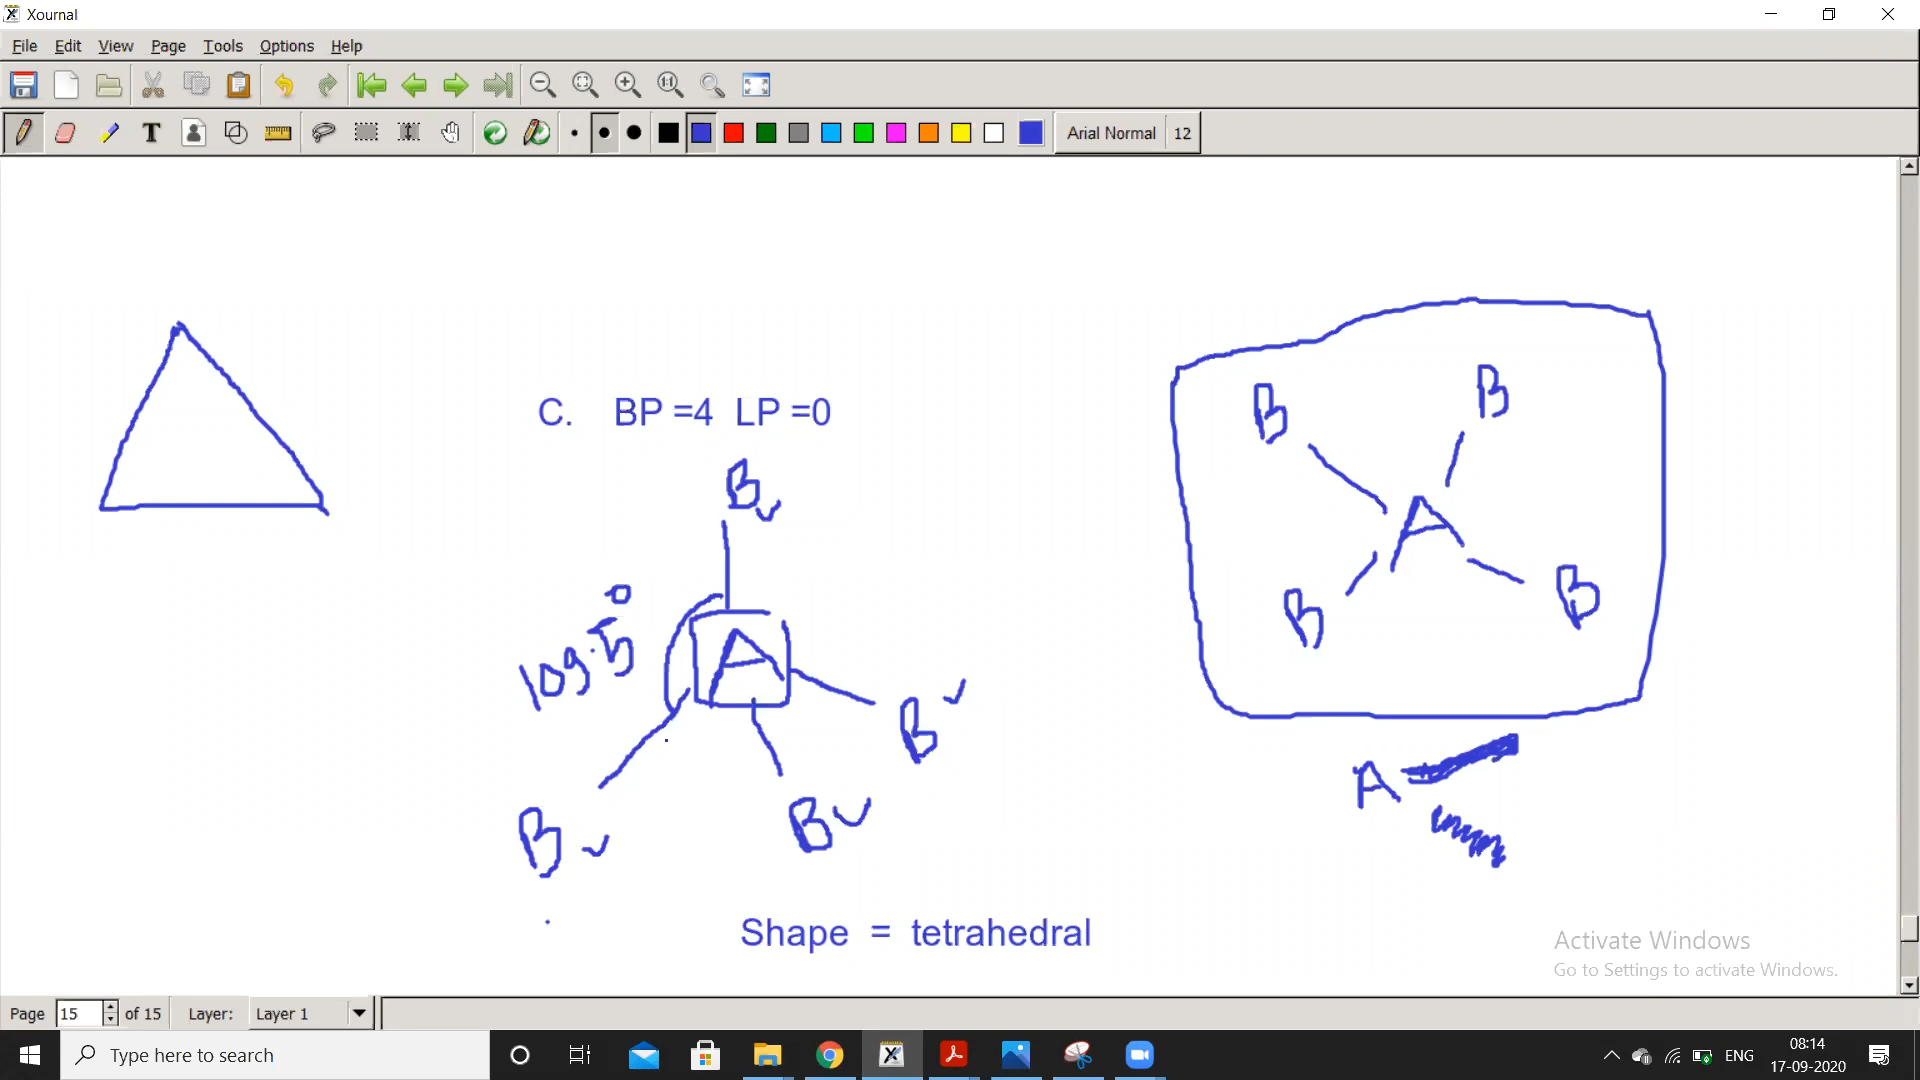 Xournal
File Edit View Page Tools Options Help
Arial Normal 12
C. BP =4 LP =0
B
109.5°
A
B
B
B
B
B
A
B
B
A
Shape = tetrahedral
Activate Windows
Go to Settings to activate Windows.
Page 15 of 15 Layer: Layer 1
Type here to search
ENG
08:14
17-09-2020